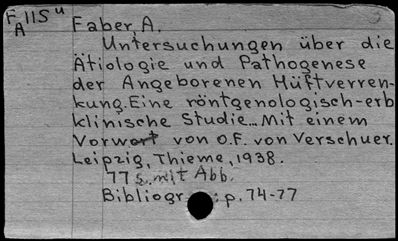 F115u
A
Faber, A.
Untersuchungen über die
Ätiologie und Pathogenese
der Angeborenen Hüftverren-
kung. Eine röntgenologisch-erb
klinische Studie... Mit einem
Vorwort von O.F. von Verschuer.
Leipzig, Thieme, 1938.
77 s. mit Abb.
Bibliogr : p. 74-77